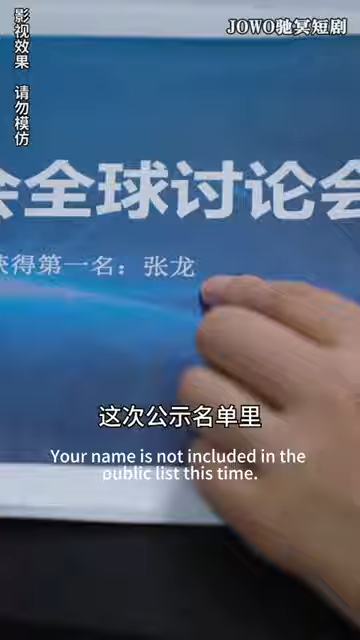 影视效果 请勿模仿
JOWO驰冥短剧
会全球讨论会
获得第一名：张龙
这次公示名单里
Your name is not included in the
public list this time.